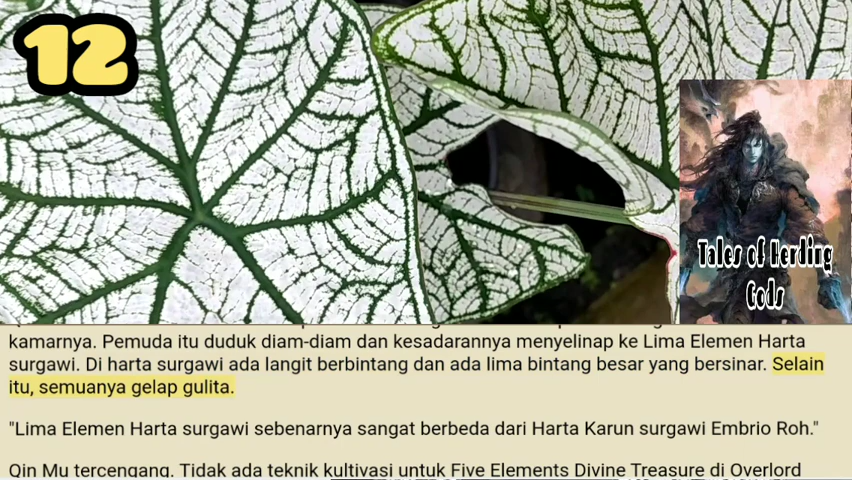 12
Tales of Herding
Gods
kamarnya. Pemuda itu duduk diam-diam dan kesadarannya menyelinap ke Lima Elemen Harta
surgawi. Di harta surgawi ada langit berbintang dan ada lima bintang besar yang bersinar. Selain
itu, semuanya gelap gulita.
"Lima Elemen Harta surgawi sebenarnya sangat berbeda dari Harta Karun surgawi Embrio Roh."
Qin Mu tercengang. Tidak ada teknik kultivasi untuk Five Elements Divine Treasure di Overlord